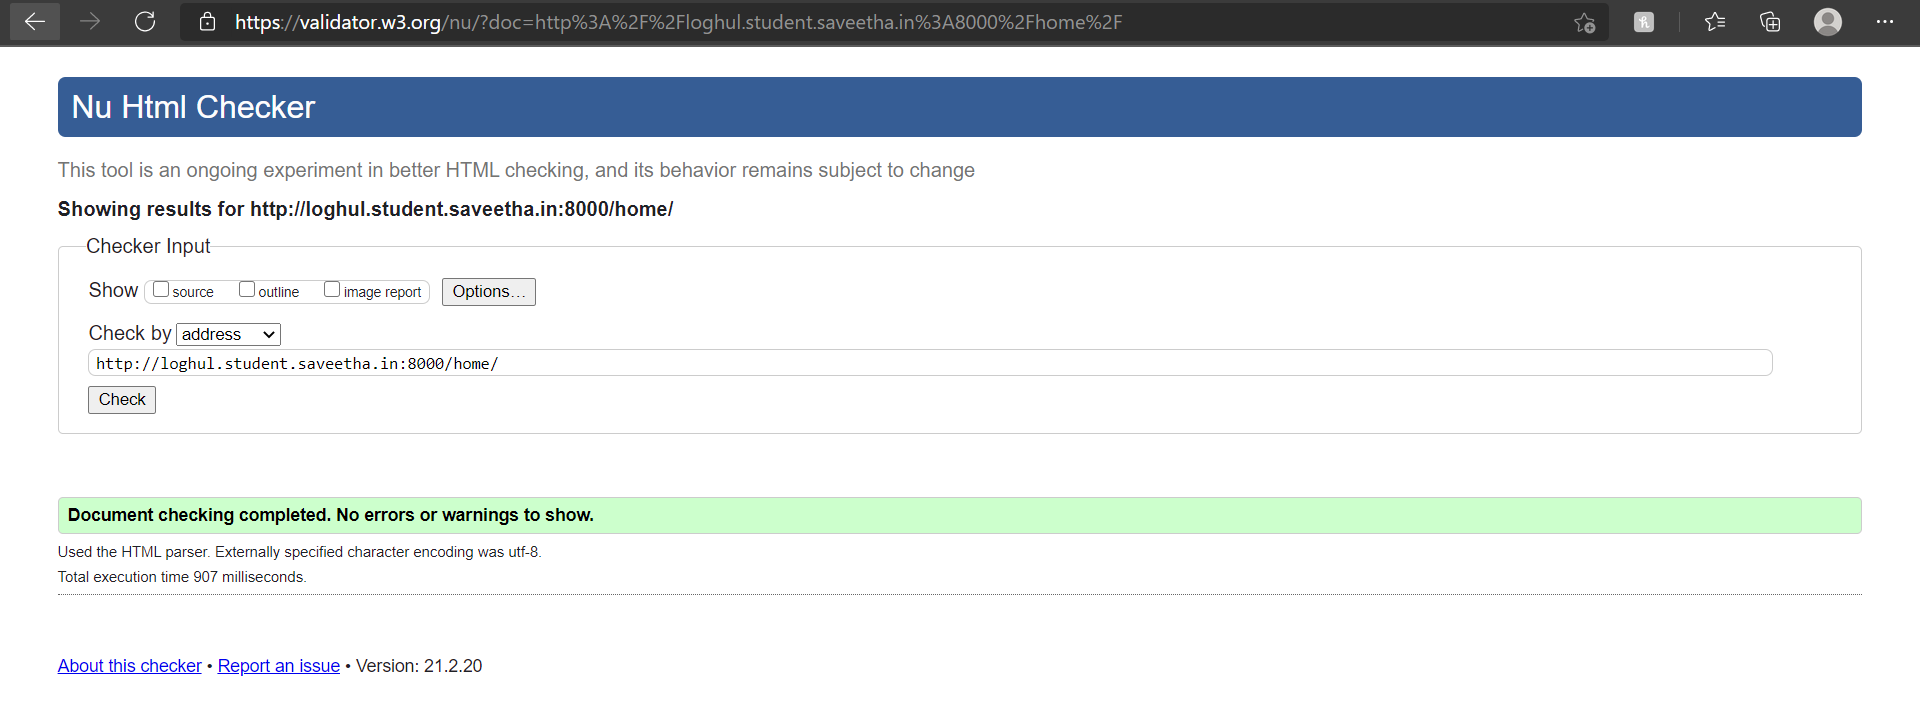 https://validator.w3.org/nu/?doc=http%3A%2F%2Floghul.student.saveetha.in%3A8000%2Fhome%2F
Nu Html Checker
This tool is an ongoing experiment in better HTML checking, and its behavior remains subject to change
Showing results for http://loghul.student.saveetha.in:8000/home/
Checker Input
Show source outline image report Options...
Check by address
http://loghul.student.saveetha.in:8000/home/
Check
Document checking completed. No errors or warnings to show.
Used the HTML parser. Externally specified character encoding was utf-8.
Total execution time 907 milliseconds.
About this checker • Report an issue • Version: 21.2.20